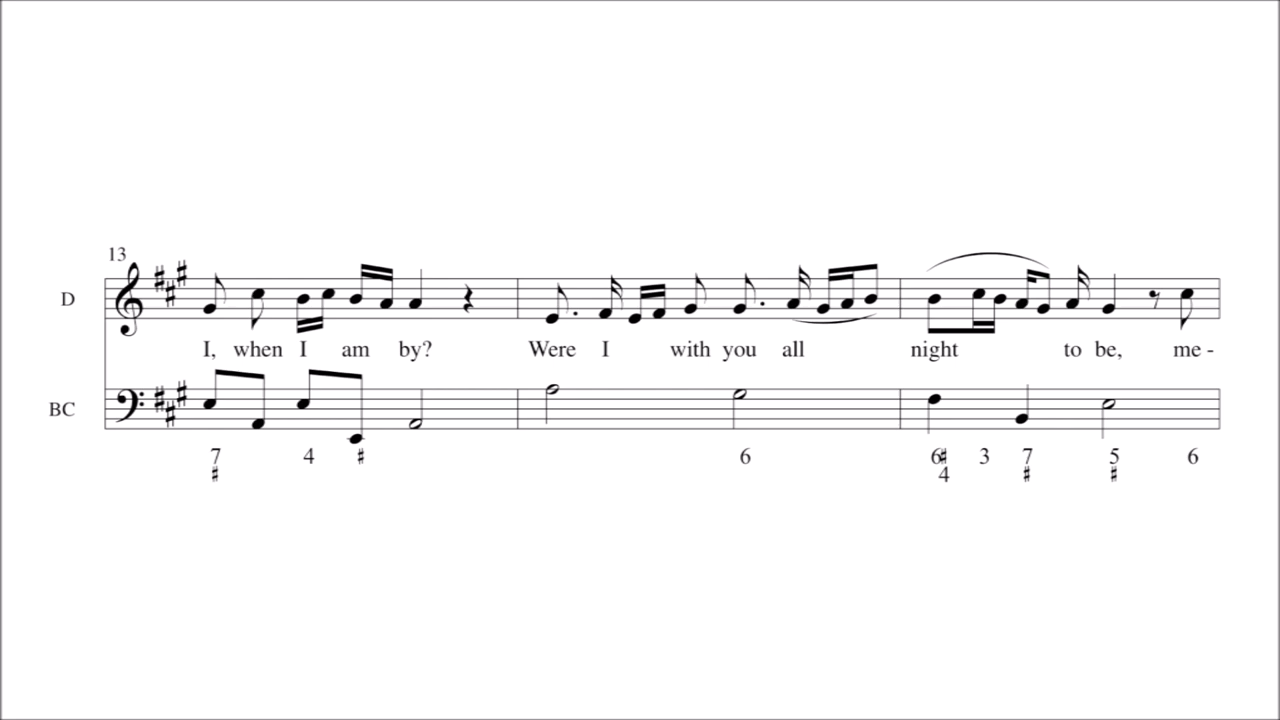 13
D
I, when I am by? Were I with you all night to be, me -
BC
7 4 ♯ 6 6♯ 3 7 5 6
♯ 4 ♯ ♯